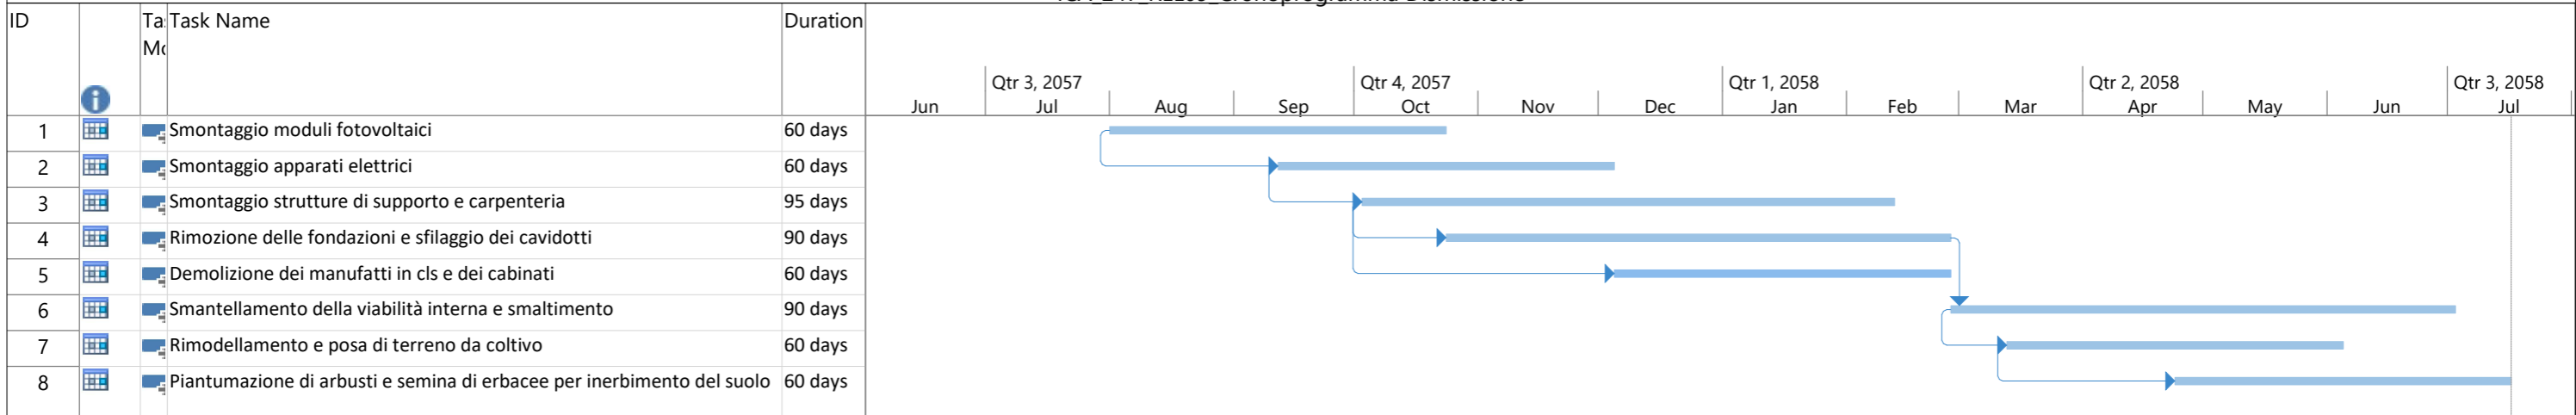 ID Ta: Task Name Duration
Mo
Qtr 3, 2057 Qtr 4, 2057 Qtr 1, 2058 Qtr 2, 2058 Qtr 3, 2058
Jun Jul Aug Sep Oct Nov Dec Jan Feb Mar Apr May Jun Jul
1 Smontaggio moduli fotovoltaici 60 days
2 Smontaggio apparati elettrici 60 days
3 Smontaggio strutture di supporto e carpenteria 95 days
4 Rimozione delle fondazioni e sfilaggio dei cavidotti 90 days
5 Demolizione dei manufatti in cls e dei cabinati 60 days
6 Smantellamento della viabilità interna e smaltimento 90 days
7 Rimodellamento e posa di terreno da coltivo 60 days
8 Piantumazione di arbusti e semina di erbacee per inerbimento del suolo 60 days